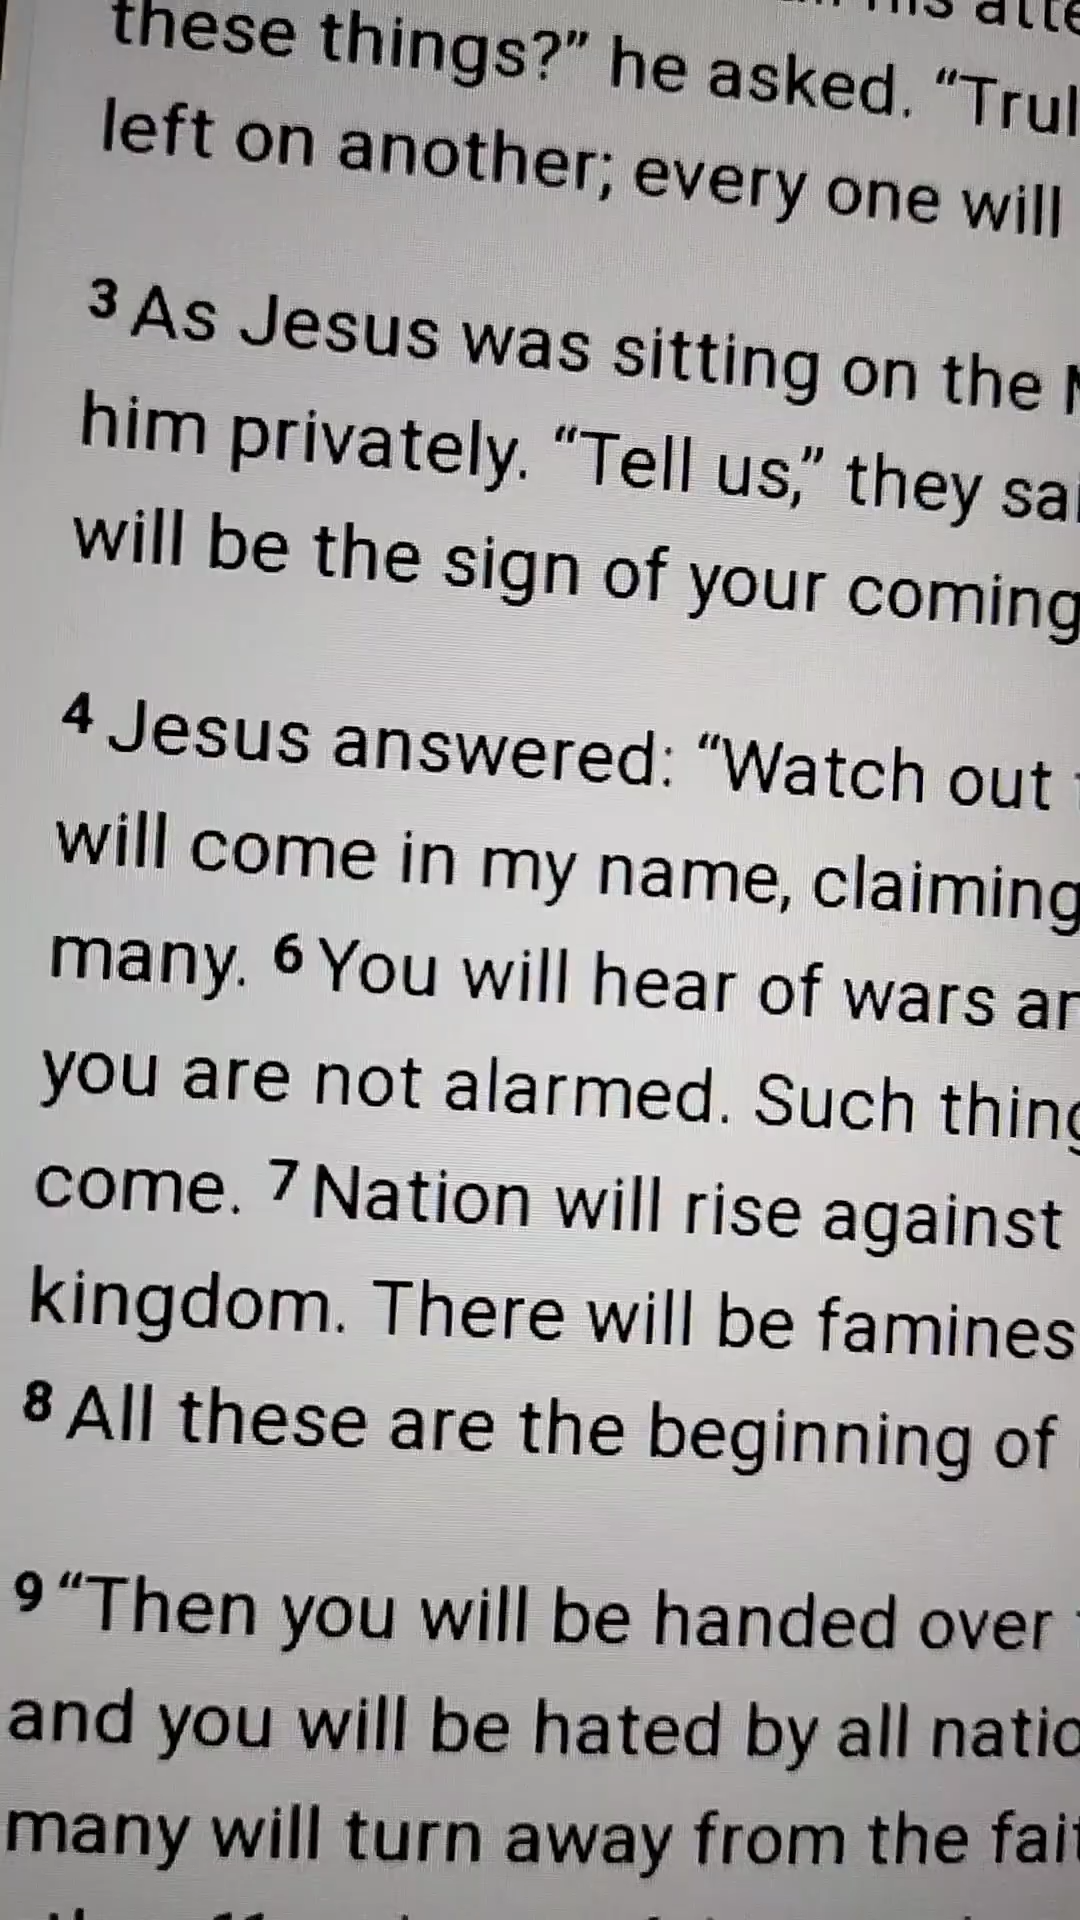 these things?” he asked. “Trul
left on another; every one will
3 As Jesus was sitting on the
him privately. “Tell us,” they sai
will be the sign of your coming
4 Jesus answered: “Watch out
will come in my name, claiming
many. 6 You will hear of wars an
you are not alarmed. Such thing
come. 7 Nation will rise against
kingdom. There will be famines
8 All these are the beginning of
9 “Then you will be handed over
and you will be hated by all natio
many will turn away from the fait